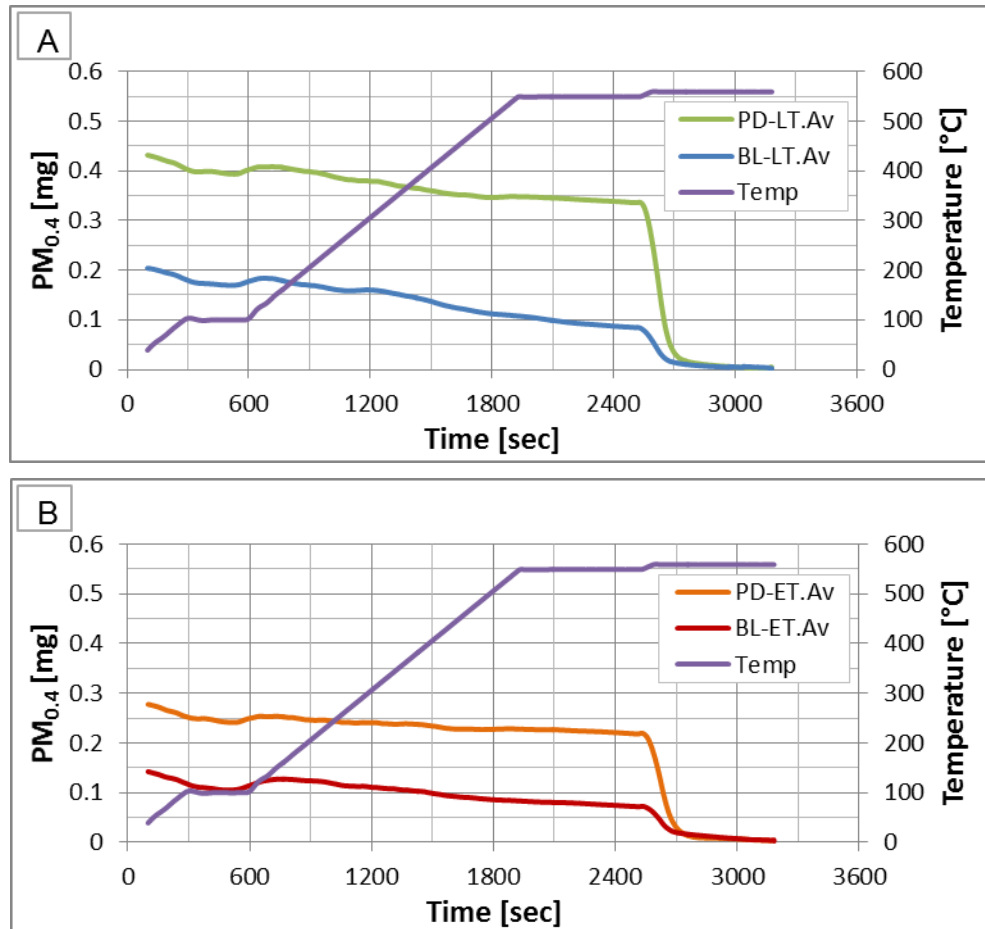 A
0.6
0.5
0.4
0.3
0.2
0.1
0
PM0.4 [mg]
600
500
400
300
200
100
0
Temperature [°C]
PD-LT.Av
BL-LT.Av
Temp
0 600 1200 1800 2400 3000 3600
Time [sec]
B
0.6
0.5
0.4
0.3
0.2
0.1
0
PM0.4 [mg]
600
500
400
300
200
100
0
Temperature [°C]
PD-ET.Av
BL-ET.Av
Temp
0 600 1200 1800 2400 3000 3600
Time [sec]